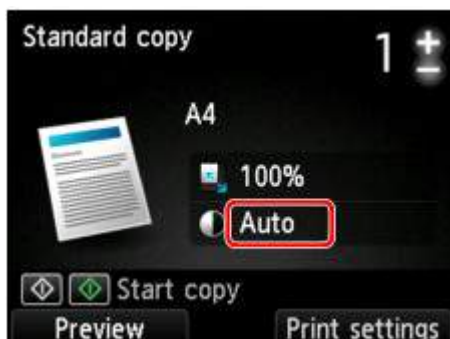 Standard copy
1 + -
A4
100%
Auto
Start copy
Preview Print settings